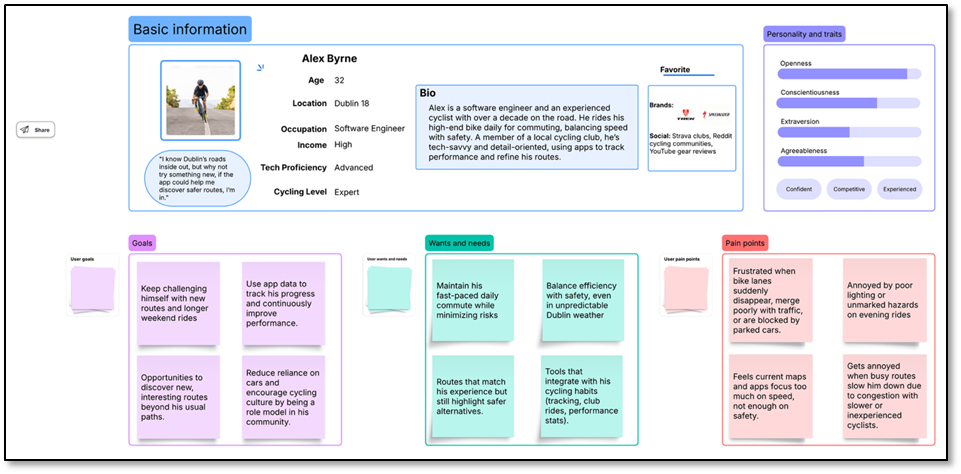 Basic information
Share
Alex Byrne
Age 32
Location Dublin 18
Occupation Software Engineer
Income High
Tech Proficiency Advanced
Cycling Level Expert
"I know Dublin's roads
inside out, but why not
try something new, if the
app could help me
discover safer routes, I'm
in."
Bio
Alex is a software engineer and an experienced
cyclist with over a decade on the road. He rides his
high-end bike daily for commuting, balancing speed
with safety. A member of a local cycling club, he's
tech-savvy and detail-oriented, using apps to track
performance and refine his routes.
Favorite
Brands:
TREK
SPECIALIZED
Social: Strava clubs, Reddit
cycling communities,
YouTube gear reviews
Personality and traits
Openness
Conscientiousness
Extraversion
Agreeableness
Confident
Competitive
Experienced
Goals
User goals
Keep challenging
himself with new
routes and longer
weekend rides
Use app data to
track his progress
and continuously
improve
performance.
Opportunities to
discover new,
interesting routes
beyond his usual
paths.
Reduce reliance on
cars and
encourage cycling
culture by being a
role model in his
community.
Wants and needs
User wants and needs
Maintain his
fast-paced daily
commute while
minimizing risks
Balance efficiency
with safety, even
in unpredictable
Dublin weather
Routes that match
his experience but
still highlight safer
alternatives.
Tools that
integrate with his
cycling habits
(tracking, club
rides, performance
stats).
Pain points
User pain points
Frustrated when
bike lanes
suddenly
disappear, merge
poorly with traffic,
or are blocked by
parked cars.
Annoyed by poor
lighting or
unmarked hazards
on evening rides
Feels current maps
and apps focus too
much on speed,
not enough on
safety.
Gets annoyed
when busy routes
slow him down due
to congestion with
slower or
inexperienced
cyclists.